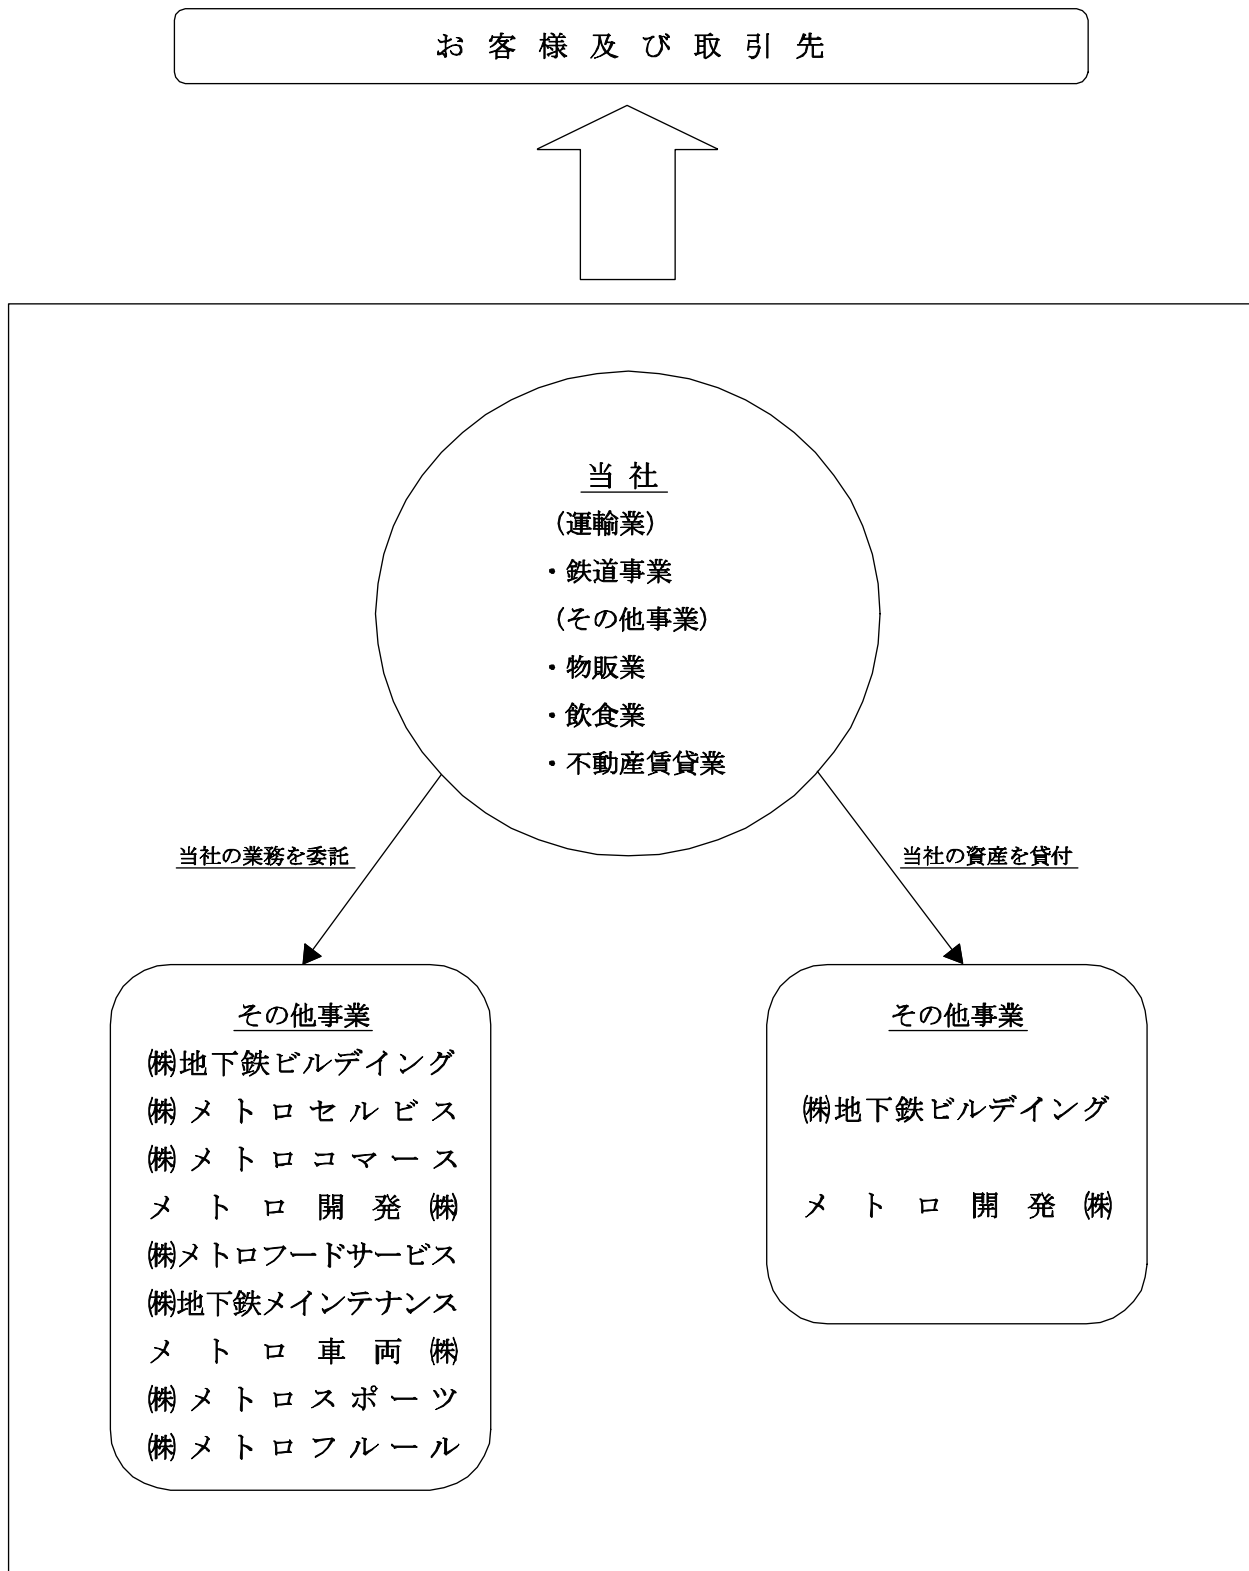 お客様及び取引先
当社
（運輸業）
・鉄道事業
（その他事業）
・物販業
・飲食業
・不動産賃貸業
当社の業務を委託
当社の資産を貸付
その他事業
㈱地下鉄ビルデイング
㈱メトロセルビス
㈱メトロコマース
メトロ開発㈱
㈱メトロフードサービス
㈱地下鉄メインテナンス
メトロ車両㈱
㈱メトロスポーツ
㈱メトロフルール
その他事業
㈱地下鉄ビルデイング
メトロ開発㈱